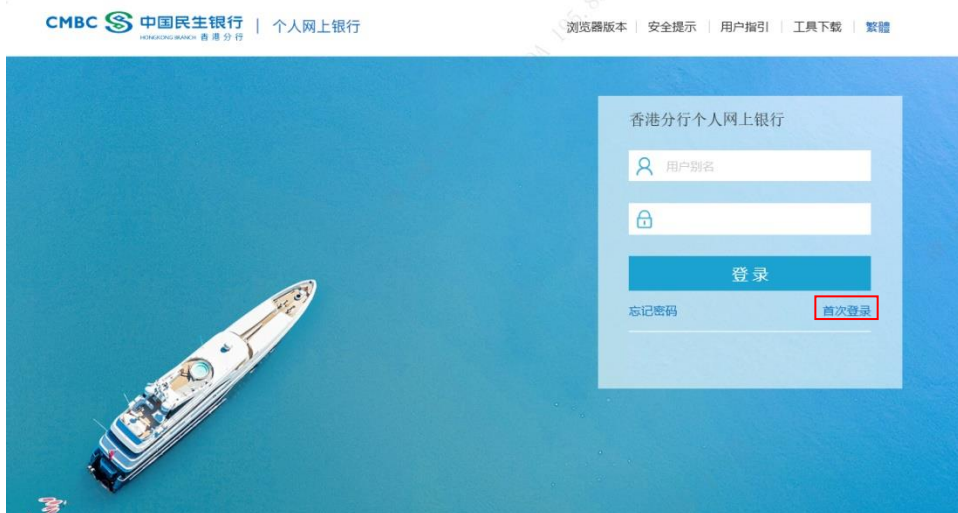 CMBC 中国民生银行 | 个人网上银行
HONGKONG BRANCH 香港分行
浏览器版本 | 安全提示 | 用户指引 | 工具下载 | 繁體
香港分行个人网上银行
用户别名
登录
忘记密码 首次登录